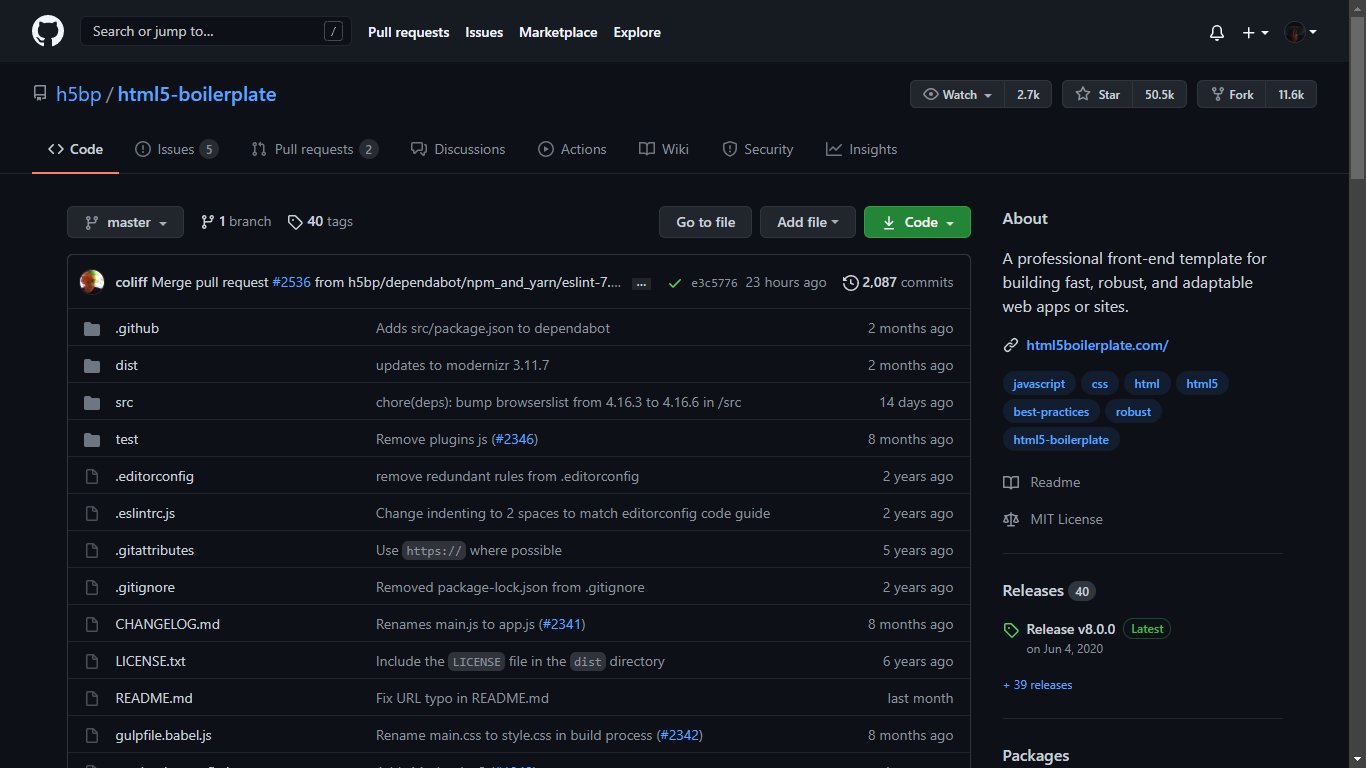 Search or jump to... /
Pull requests Issues Marketplace Explore
h5bp / html5-boilerplate
Watch 2.7k Star 50.5k Fork 11.6k
Code Issues 5 Pull requests 2 Discussions Actions Wiki Security Insights
master 1 branch 40 tags Go to file Add file Code
coliff Merge pull request #2536 from h5bp/dependabot/npm_and_yarn/eslint-7.... ... e3c5776 23 hours ago 2,087 commits
.github Adds src/package.json to dependabot 2 months ago
dist updates to modernizr 3.11.7 2 months ago
src chore(deps): bump browserslist from 4.16.3 to 4.16.6 in /src 14 days ago
test Remove plugins js (#2346) 8 months ago
.editorconfig remove redundant rules from .editorconfig 2 years ago
.eslintrc.js Change indenting to 2 spaces to match editorconfig code guide 2 years ago
.gitattributes Use https:// where possible 5 years ago
.gitignore Removed package-lock.json from .gitignore 2 years ago
CHANGELOG.md Renames main.js to app.js (#2341) 8 months ago
LICENSE.txt Include the LICENSE file in the dist directory 6 years ago
README.md Fix URL typo in README.md last month
gulpfile.babel.js Rename main.css to style.css in build process (#2342) 8 months ago
About
A professional front-end template for
building fast, robust, and adaptable
web apps or sites.
html5boilerplate.com/
javascript css html html5
best-practices robust
html5-boilerplate
Readme
MIT License
Releases 40
Release v8.0.0 Latest
on Jun 4, 2020
+ 39 releases
Packages